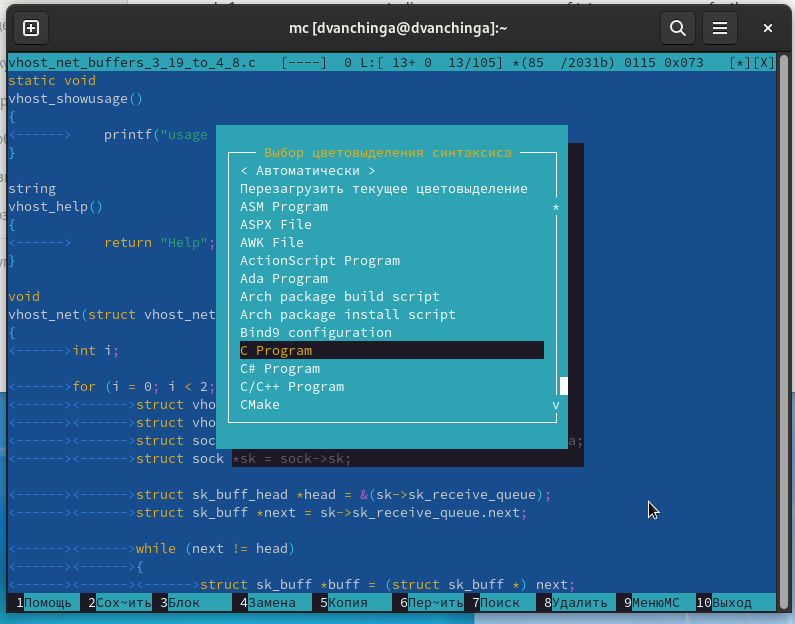 mc [dvanchinga@dvanchinga]:~
vhost_net_buffers_3_19_to_4_8.c [----] 0 L:[ 13+ 0 13/105] *(85 /2031b) 0115 0x073 [*][X]
static void
vhost_showusage()
{
<------> printf("usage
}
string
vhost_help()
{
<------> return "Help";
}
void
vhost_net(struct vhost_net
{
<------>int i;
<------>for (i = 0; i < 2;
<------><------>struct vho
<------><------>struct vho
<------><------>struct soc a;
<------><------>struct sock *sk = sock->sk;
<------><------>struct sk_buff_head *head = &(sk->sk_receive_queue);
<------><------>struct sk_buff *next = sk->sk_receive_queue.next;
<------><------>while (next != head)
<------><------>{
<------><------><------>struct sk_buff *buff = (struct sk_buff *) next;
Выбор цветовыделения синтаксиса
< Автоматически >
Перезагрузить текущее цветовыделение
ASM Program
ASPX File
AWK File
ActionScript Program
Ada Program
Arch package build script
Arch package install script
Bind9 configuration
C Program
C# Program
C/C++ Program
CMake
1Помощь 2Сох~ить 3Блок 4Замена 5Копия 6Пер~ить 7Поиск 8Удалить 9МенюMC 10Выход